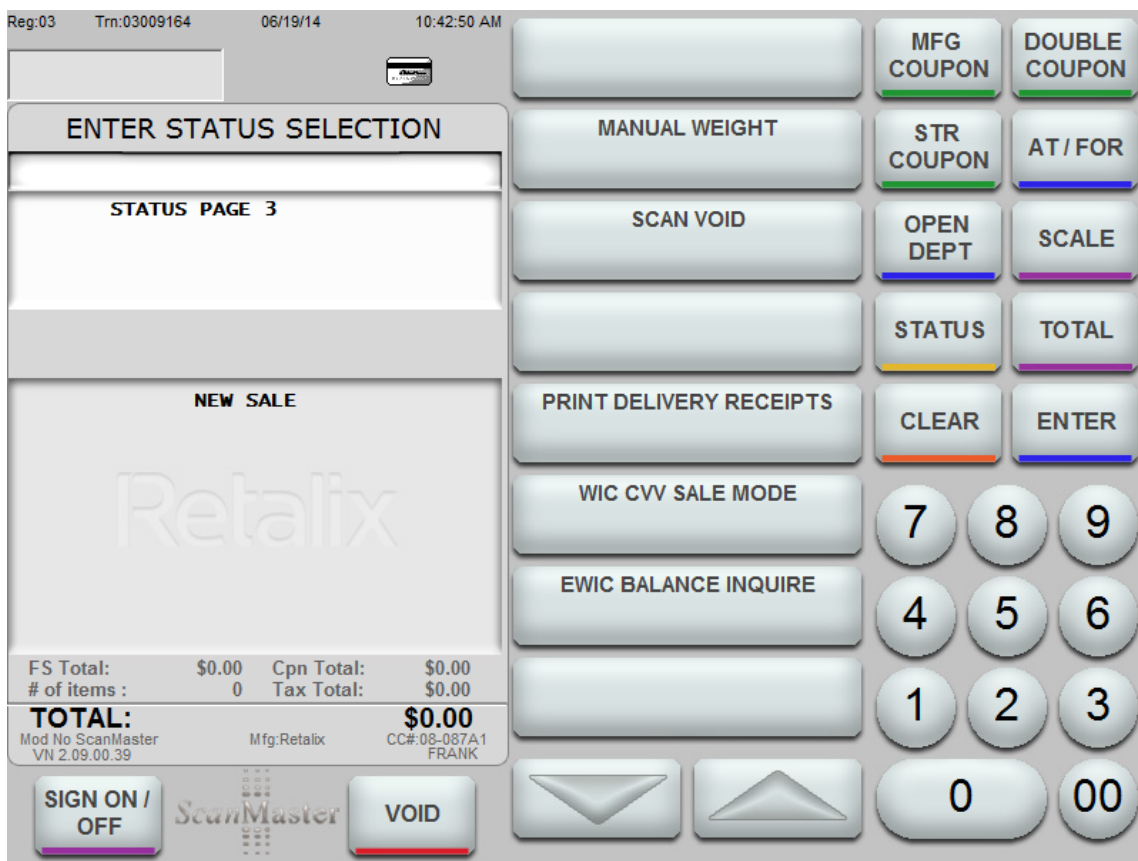 Reg:03 Trn:03009164 06/19/14 10:42:50 AM
ENTER STATUS SELECTION
STATUS PAGE 3
NEW SALE
Retalix
FS Total: $0.00 Cpn Total: $0.00
# of items : 0 Tax Total: $0.00
TOTAL: $0.00
Mod No ScanMaster Mfg:Retalix CC#:08-087A1
VN 2.09.00.39 FRANK
SIGN ON /
OFF
ScanMaster
VOID
MANUAL WEIGHT
SCAN VOID
PRINT DELIVERY RECEIPTS
WIC CVV SALE MODE
EWIC BALANCE INQUIRE
MFG
COUPON
DOUBLE
COUPON
STR
COUPON
AT / FOR
OPEN
DEPT
SCALE
STATUS
TOTAL
CLEAR
ENTER
7 8 9
4 5 6
1 2 3
0 00